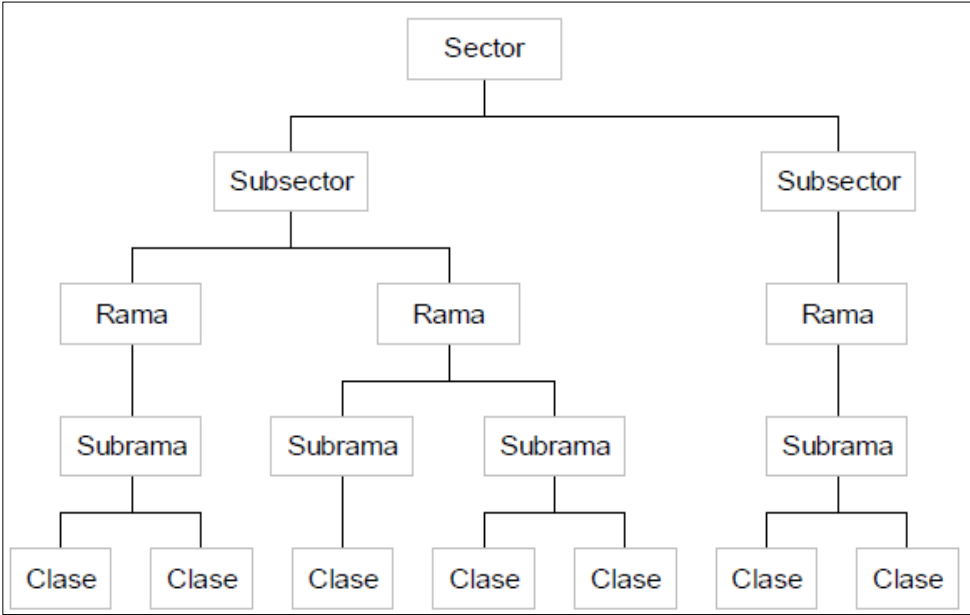 Sector
Subsector Subsector
Rama Rama Rama
Subrama Subrama Subrama Subrama
Clase Clase Clase Clase Clase Clase Clase